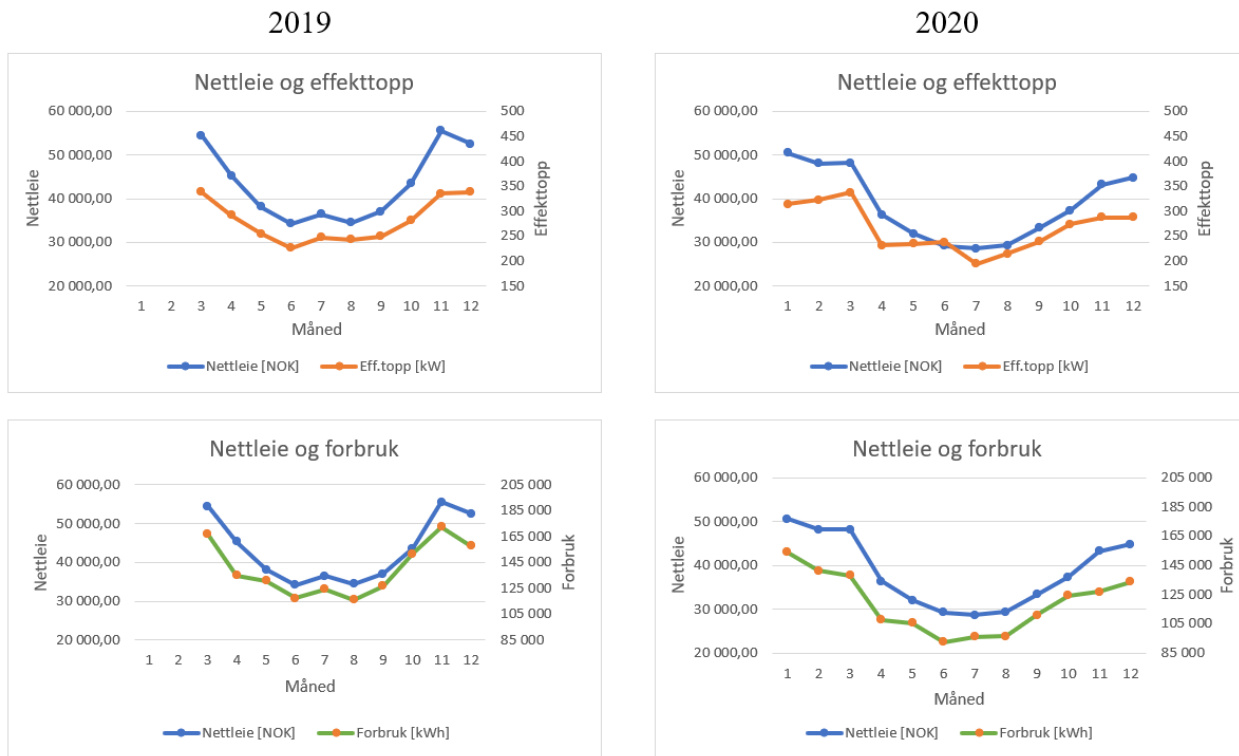 2019
2020
Nettleie og effekttopp
60 000,00
50 000,00
40 000,00
30 000,00
20 000,00
Nettleie
500
450
400
350
300
250
200
150
Effekttopp
1 2 3 4 5 6 7 8 9 10 11 12
Måned
Nettleie [NOK] Eff.topp [kW]
Nettleie og effekttopp
60 000,00
50 000,00
40 000,00
30 000,00
20 000,00
Nettleie
500
450
400
350
300
250
200
150
Effekttopp
1 2 3 4 5 6 7 8 9 10 11 12
Måned
Nettleie [NOK] Eff.topp [kW]
Nettleie og forbruk
60 000,00
50 000,00
40 000,00
30 000,00
20 000,00
Nettleie
205 000
185 000
165 000
145 000
125 000
105 000
85 000
Forbruk
1 2 3 4 5 6 7 8 9 10 11 12
Måned
Nettleie [NOK] Forbruk [kWh]
Nettleie og forbruk
60 000,00
50 000,00
40 000,00
30 000,00
20 000,00
Nettleie
205 000
185 000
165 000
145 000
125 000
105 000
85 000
Forbruk
1 2 3 4 5 6 7 8 9 10 11 12
Måned
Nettleie [NOK] Forbruk [kWh]